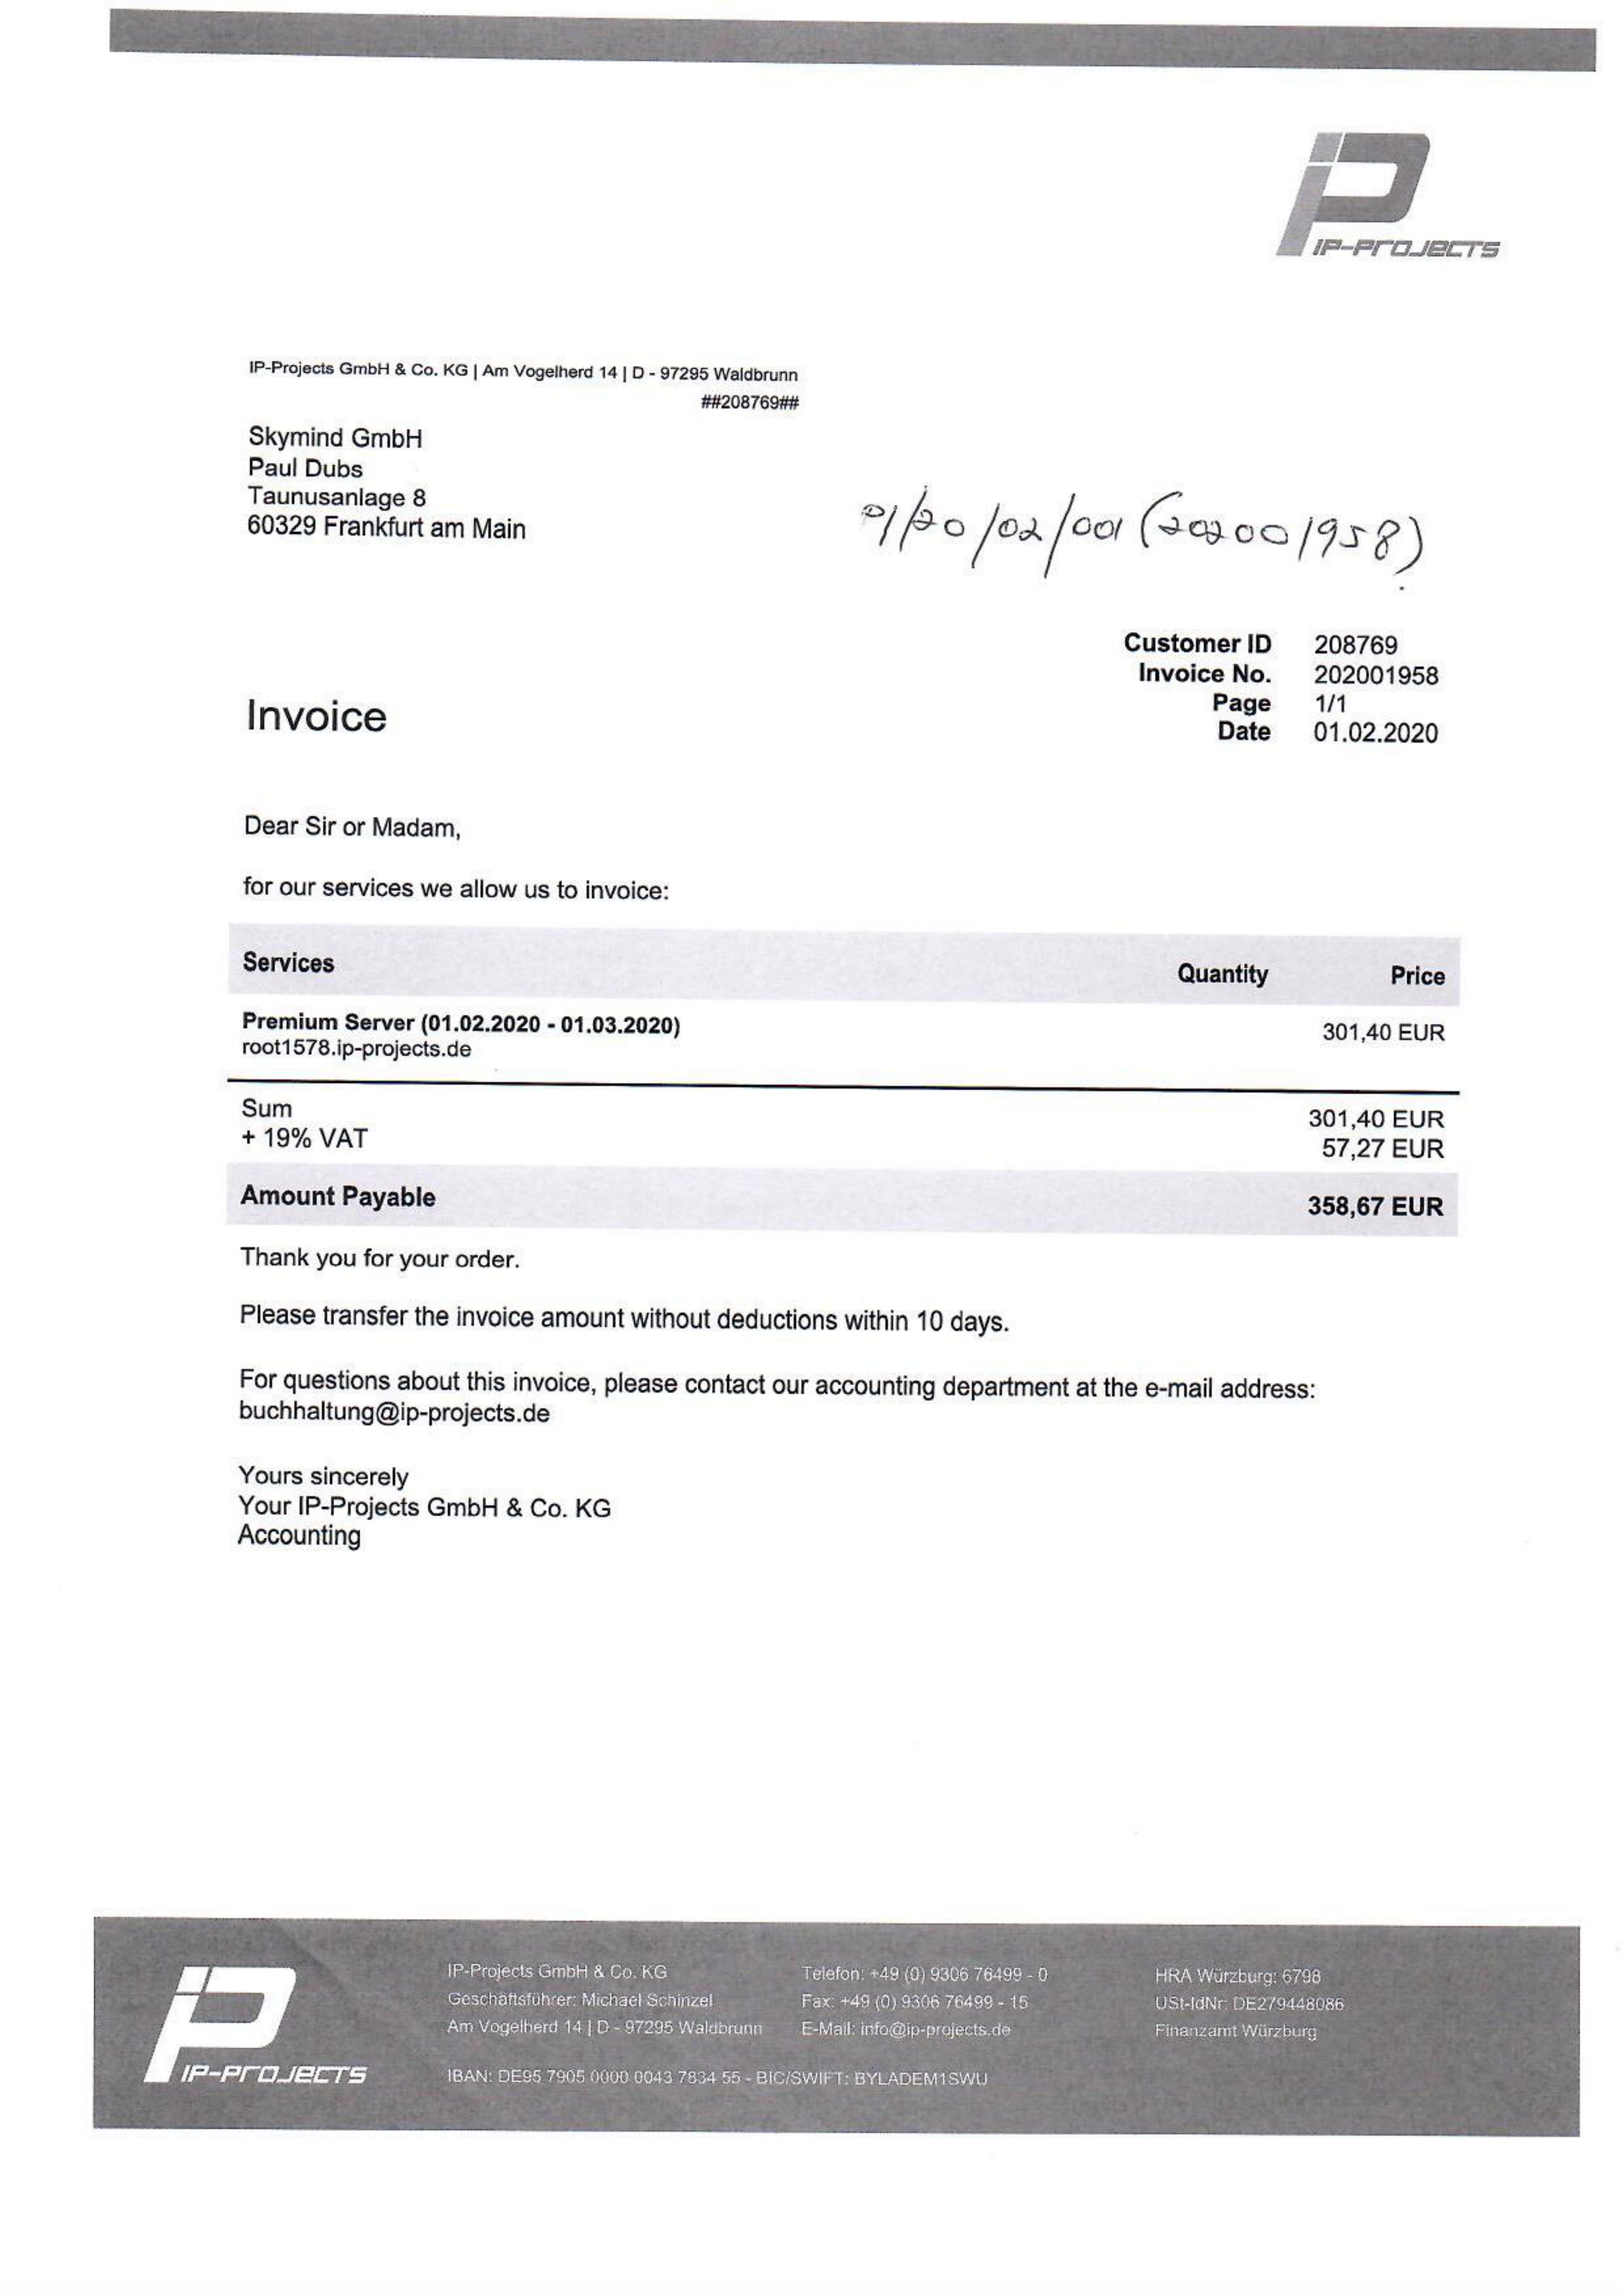 IP-PROJECTS
IP-Projects GmbH & Co. KG | Am Vogelherd 14 | D - 97295 Waldbrunn
##208769##
Skymind GmbH
Paul Dubs
Taunusanlage 8
60329 Frankfurt am Main
/20/02/001 (202001958)
Customer ID 208769
Invoice No. 202001958
Page 1/1
Date 01.02.2020
Invoice
Dear Sir or Madam,
for our services we allow us to invoice:
Services Quantity Price
Premium Server (01.02.2020 - 01.03.2020) 301,40 EUR
root1578.ip-projects.de
Sum 301,40 EUR
+ 19% VAT 57,27 EUR
Amount Payable 358,67 EUR
Thank you for your order.
Please transfer the invoice amount without deductions within 10 days.
For questions about this invoice, please contact our accounting department at the e-mail address:
buchhaltung@ip-projects.de
Yours sincerely
Your IP-Projects GmbH & Co. KG
Accounting
IP-PROJECTS
IP-Projects GmbH & Co. KG
Geschäftsführer: Michael Schinzel
Am Vogelherd 14 | D - 97295 Waldbrunn
IBAN: DE95 7905 0000 0043 7834 55 - BIC/SWIFT: BYLADEM1SWU
Telefon: +49 (0) 9306 76499 - 0
Fax: +49 (0) 9306 76499 - 15
E-Mail: info@ip-projects.de
HRA Würzburg: 6798
USt-IdNr: DE279448086
Finanzamt Würzburg